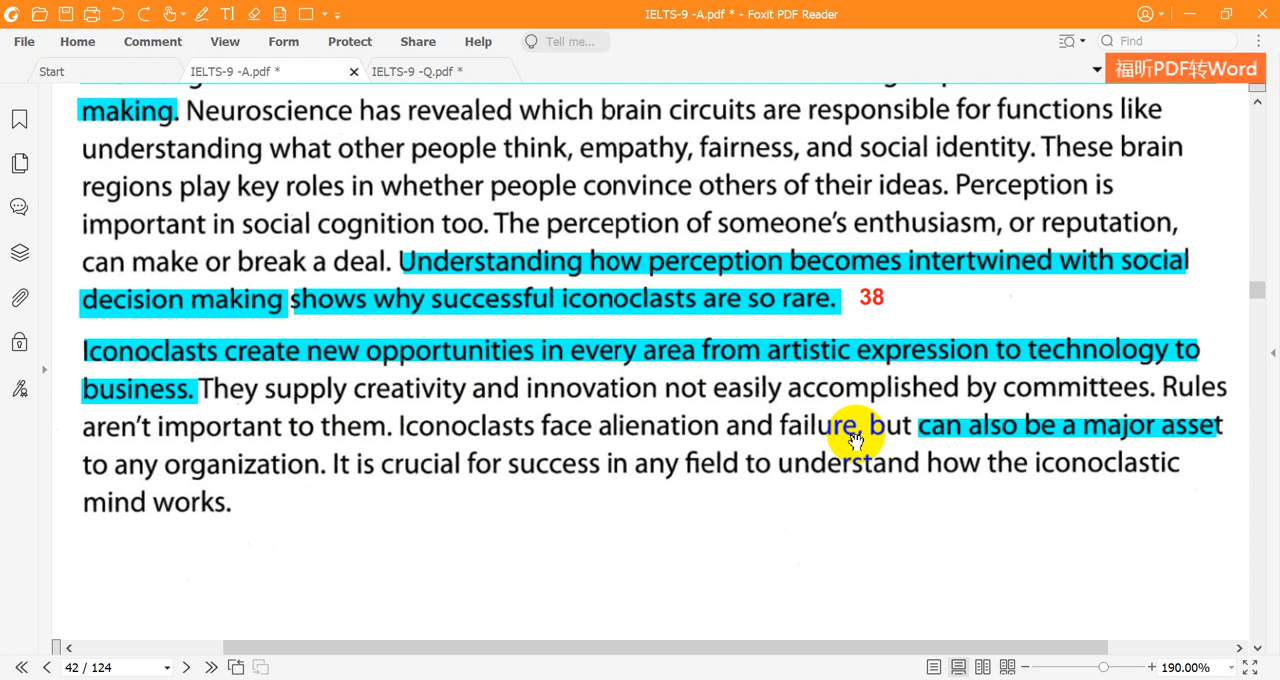 IELTS-9 -A.pdf * - Foxit PDF Reader
File Home Comment View Form Protect Share Help Tell me... Find
Start IELTS-9 -A.pdf * IELTS-9 -Q.pdf * 福昕PDF转Word
making. Neuroscience has revealed which brain circuits are responsible for functions like
understanding what other people think, empathy, fairness, and social identity. These brain
regions play key roles in whether people convince others of their ideas. Perception is
important in social cognition too. The perception of someone's enthusiasm, or reputation,
can make or break a deal. Understanding how perception becomes intertwined with social
decision making shows why successful iconoclasts are so rare. 38
Iconoclasts create new opportunities in every area from artistic expression to technology to
business. They supply creativity and innovation not easily accomplished by committees. Rules
aren't important to them. Iconoclasts face alienation and failure, but can also be a major asset
to any organization. It is crucial for success in any field to understand how the iconoclastic
mind works.
42 / 124 190.00%